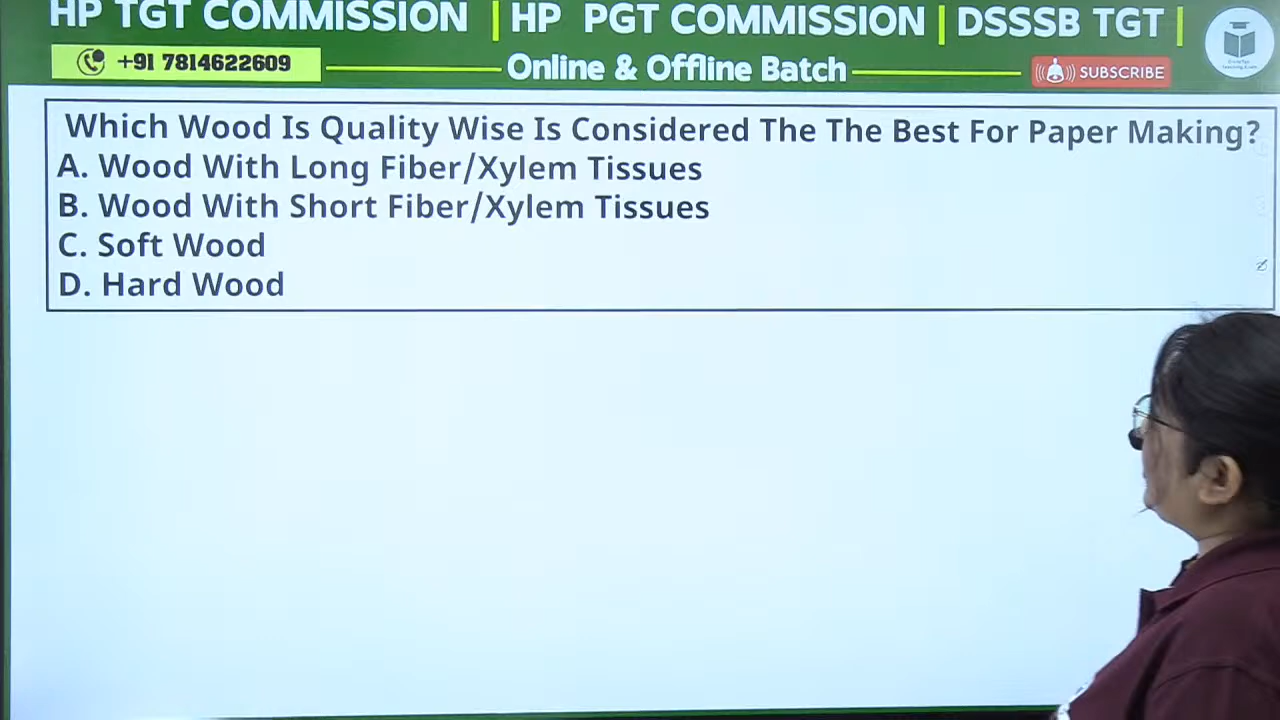 HP TGT COMMISSION | HP PGT COMMISSION | DSSSB TGT |
+91 7814622609
Online & Offline Batch
SUBSCRIBE
Which Wood Is Quality Wise Is Considered The The Best For Paper Making?
A. Wood With Long Fiber/Xylem Tissues
B. Wood With Short Fiber/Xylem Tissues
C. Soft Wood
D. Hard Wood